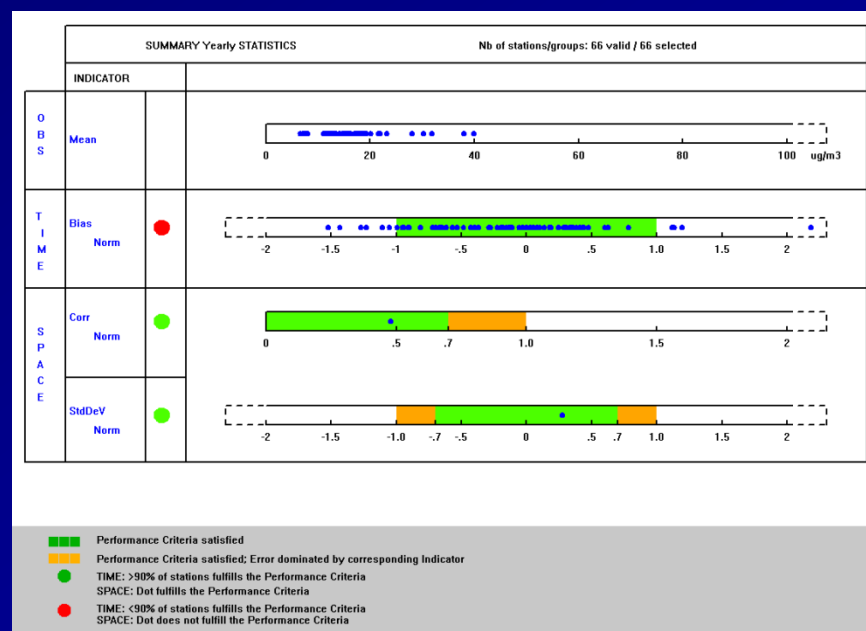 SUMMARY Yearly STATISTICS Nb of stations/groups: 66 valid / 66 selected
INDICATOR
OBS
Mean
0 20 40 60 80 100 ug/m3
TIME
Bias
Norm
-2 -1.5 -1 -.5 0 .5 1.0 1.5 2
SPACE
Corr
Norm
0 .5 .7 1.0 1.5 2
StdDeV
Norm
-2 -1.5 -1.0 -.7 -.5 0 .5 .7 1.0 1.5 2
Performance Criteria satisfied
Performance Criteria satisfied; Error dominated by corresponding Indicator
TIME: >90% of stations fulfills the Performance Criteria
SPACE: Dot fulfills the Performance Criteria
TIME: <90% of stations fulfills the Performance Criteria
SPACE: Dot does not fulfill the Performance Criteria